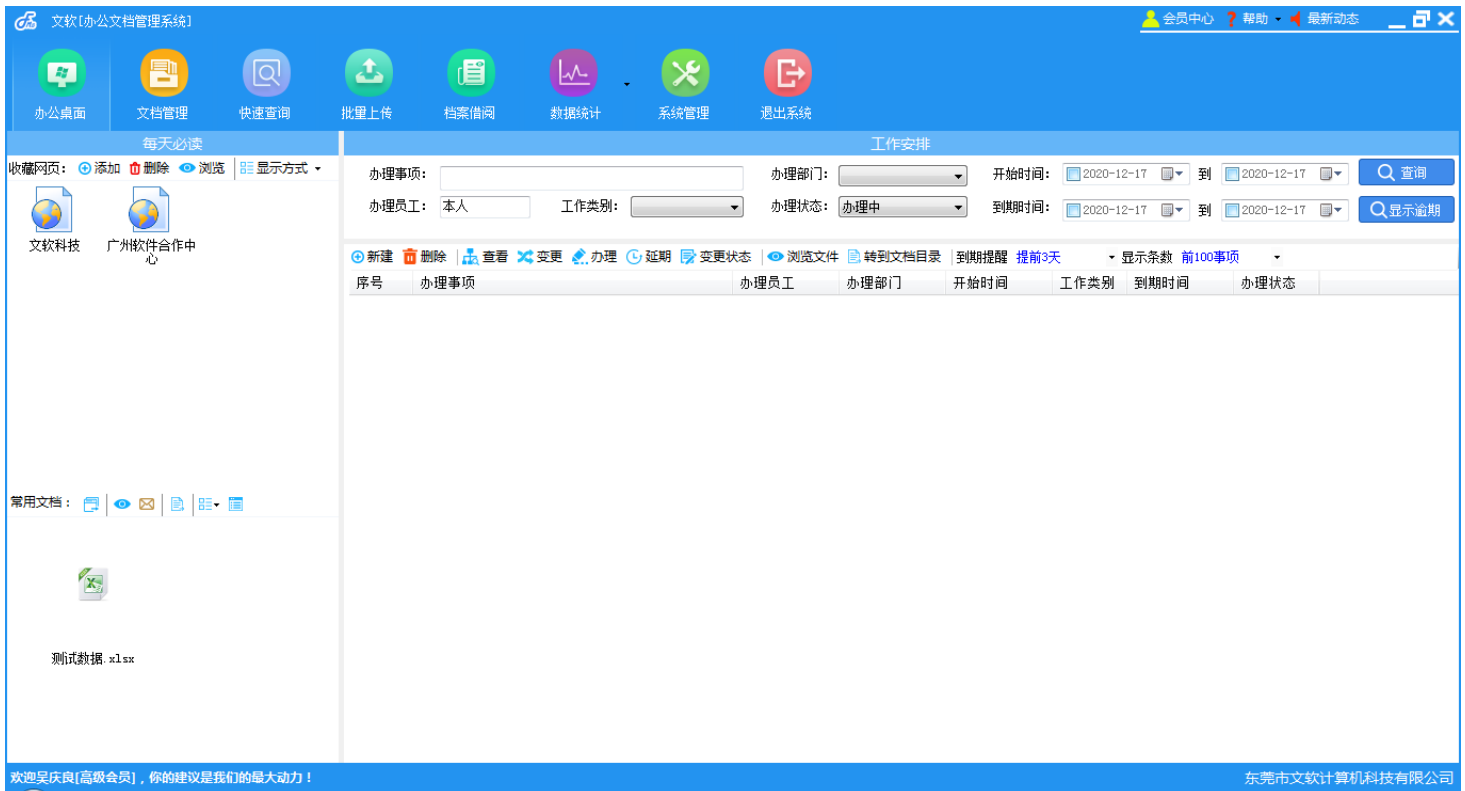 文软[办公文档管理系统]
会员中心 ? 帮助 最新动态
办公桌面 文档管理 快速查询 批里上传 档案借阅 数据统计 系统管理 退出系统
每天必读
收藏网页: 添加 删除 浏览 显示方式
文软科技 广州软件合作中
心
常用文档:
测试数据.xlsx
工作安排
办理事项: 办理部门: 开始时间: 2020-12-17 到 2020-12-17 查询
办理员工: 本人 工作类别: 办理状态: 办理中 到期时间: 2020-12-17 到 2020-12-17 显示逾期
新建 删除 查看 变更 办理 延期 变更状态 浏览文件 转到文档目录 到期提醒 提前3天 显示条数 前100事项
序号 办理事项 办理员工 办理部门 开始时间 工作类别 到期时间 办理状态
欢迎吴庆良[高级会员]，你的建议是我们的最大动力！
东莞市文软计算机科技有限公司